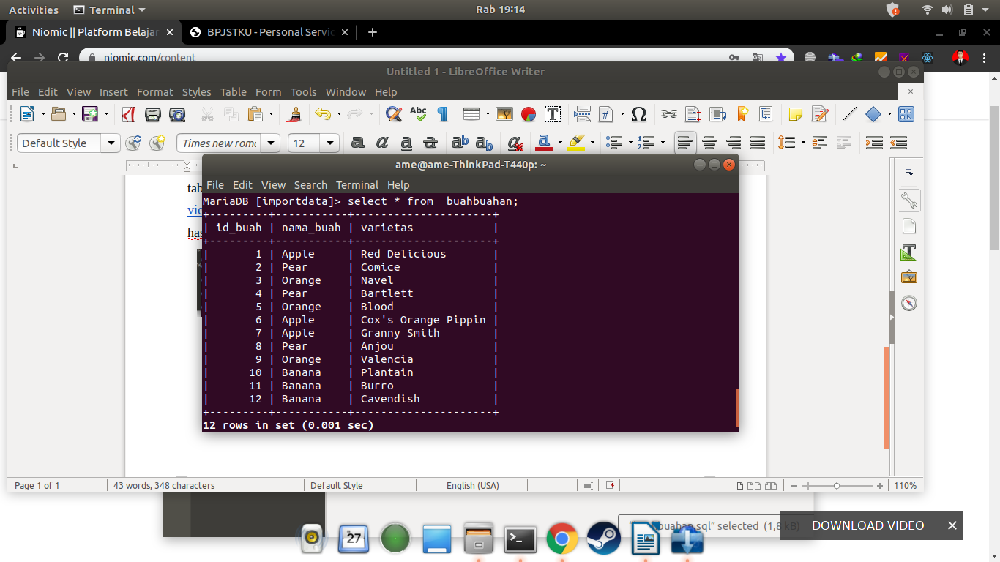 Activities Terminal Rab 19:14
Niomic || Platform Belajar BPJSTKU - Personal Servic
niomic.com/content
Untitled 1 - LibreOffice Writer
File Edit View Insert Format Styles Table Form Tools Window Help
Default Style Times new roma 12
ame@ame-ThinkPad-T440p: ~
File Edit View Search Terminal Help
tab
vie
has
MariaDB [importdata]> select * from  buahbuahan;
+---------+-----------+---------------------+
| id_buah | nama_buah | varietas            |
+---------+-----------+---------------------+
|       1 | Apple     | Red Delicious       |
|       2 | Pear      | Comice              |
|       3 | Orange    | Navel               |
|       4 | Pear      | Bartlett            |
|       5 | Orange    | Blood               |
|       6 | Apple     | Cox's Orange Pippin |
|       7 | Apple     | Granny Smith        |
|       8 | Pear      | Anjou               |
|       9 | Orange    | Valencia            |
|      10 | Banana    | Plantain            |
|      11 | Banana    | Burro               |
|      12 | Banana    | Cavendish           |
+---------+-----------+---------------------+
12 rows in set (0.001 sec)
Page 1 of 1 43 words, 348 characters Default Style English (USA) 110%
selected (1,8 kB)
DOWNLOAD VIDEO
27